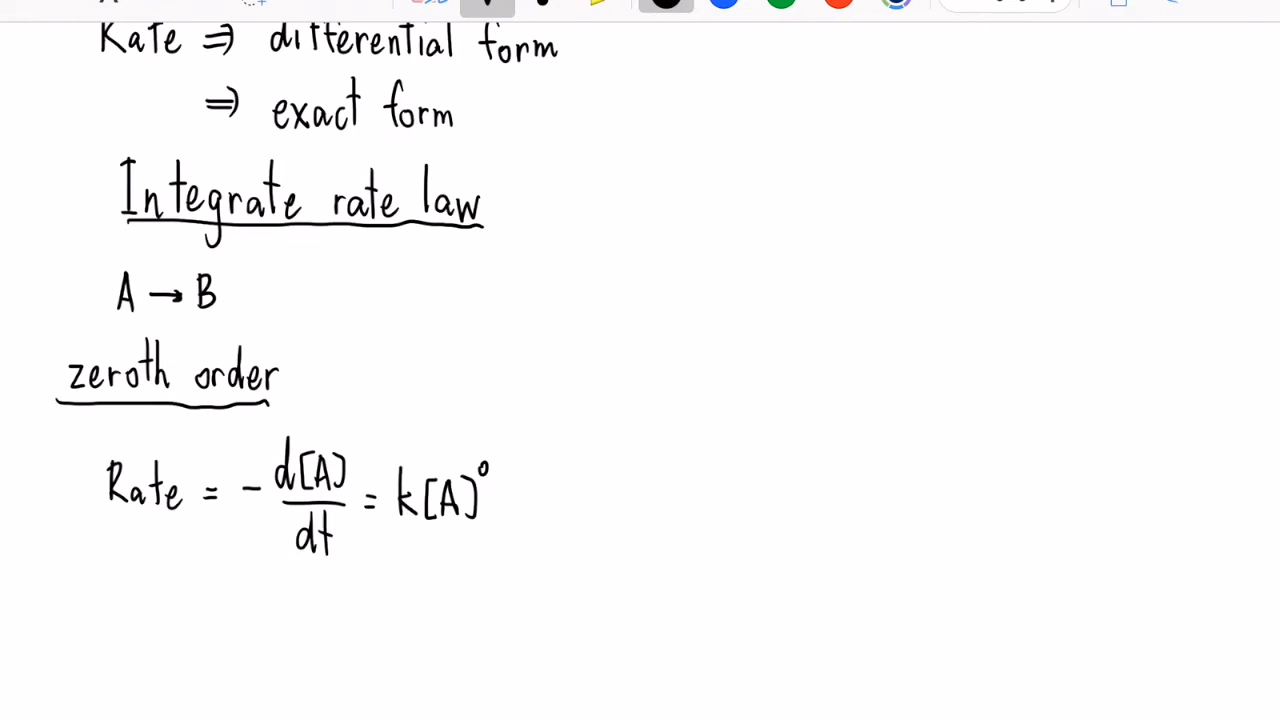 Rate ⇒ differential form
⇒ exact form
Integrate rate law
A → B
zeroth order
Rate = - d[A]/dt = k[A]⁰